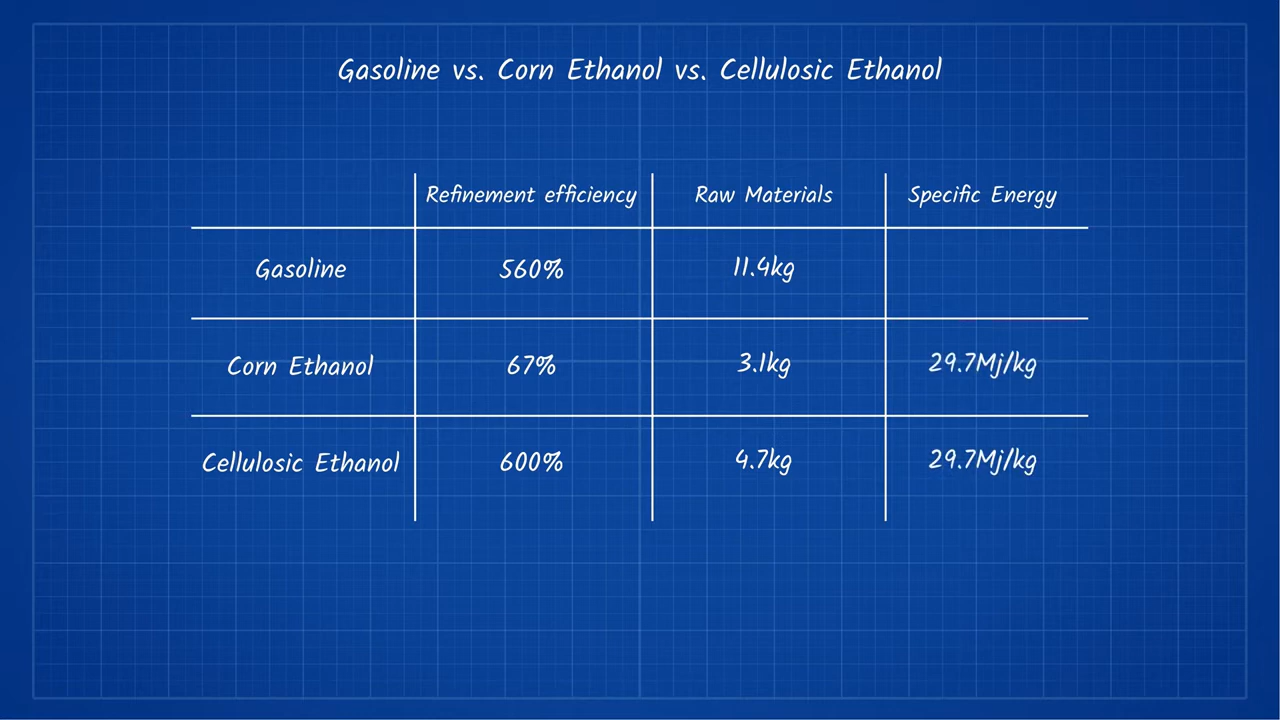 Gasoline vs. Corn Ethanol vs. Cellulosic Ethanol
Refinement efficiency Raw Materials Specific Energy
Gasoline 560% 11.4kg
Corn Ethanol 67% 3.1kg 29.7Mj/kg
Cellulosic Ethanol 600% 4.7kg 29.7Mj/kg